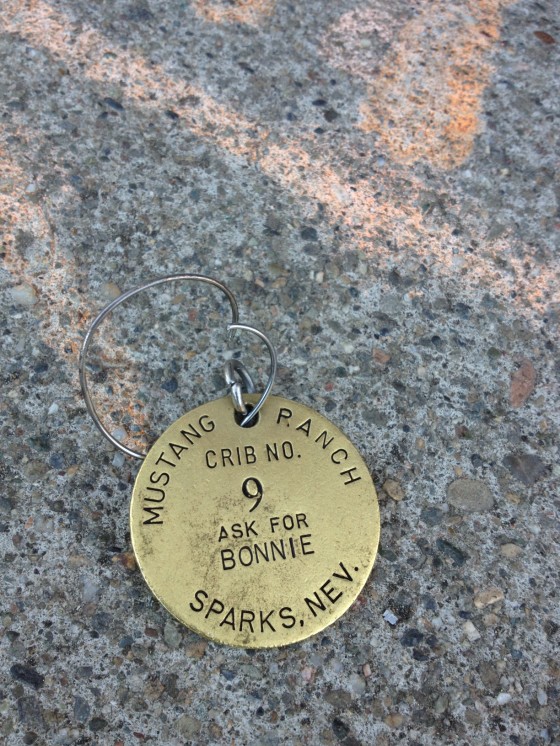 MUSTANG RANCH
CRIB NO.
9
ASK FOR
BONNIE
SPARKS, NEV.